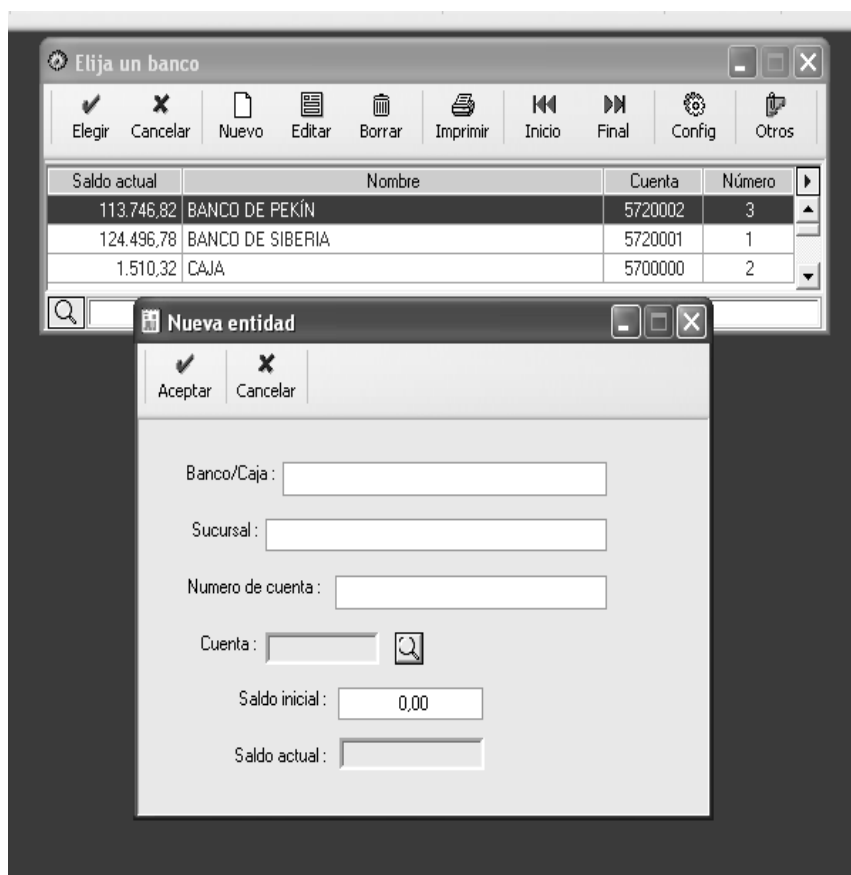 Elija un banco
Elegir Cancelar Nuevo Editar Borrar Imprimir Inicio Final Config Otros
Saldo actual Nombre Cuenta Número
113.746,82 BANCO DE PEKÍN 5720002 3
124.496,78 BANCO DE SIBERIA 5720001 1
1.510,32 CAJA 5700000 2
Nueva entidad
Aceptar Cancelar
Banco/Caja :
Sucursal :
Numero de cuenta :
Cuenta :
Saldo inicial : 0,00
Saldo actual :